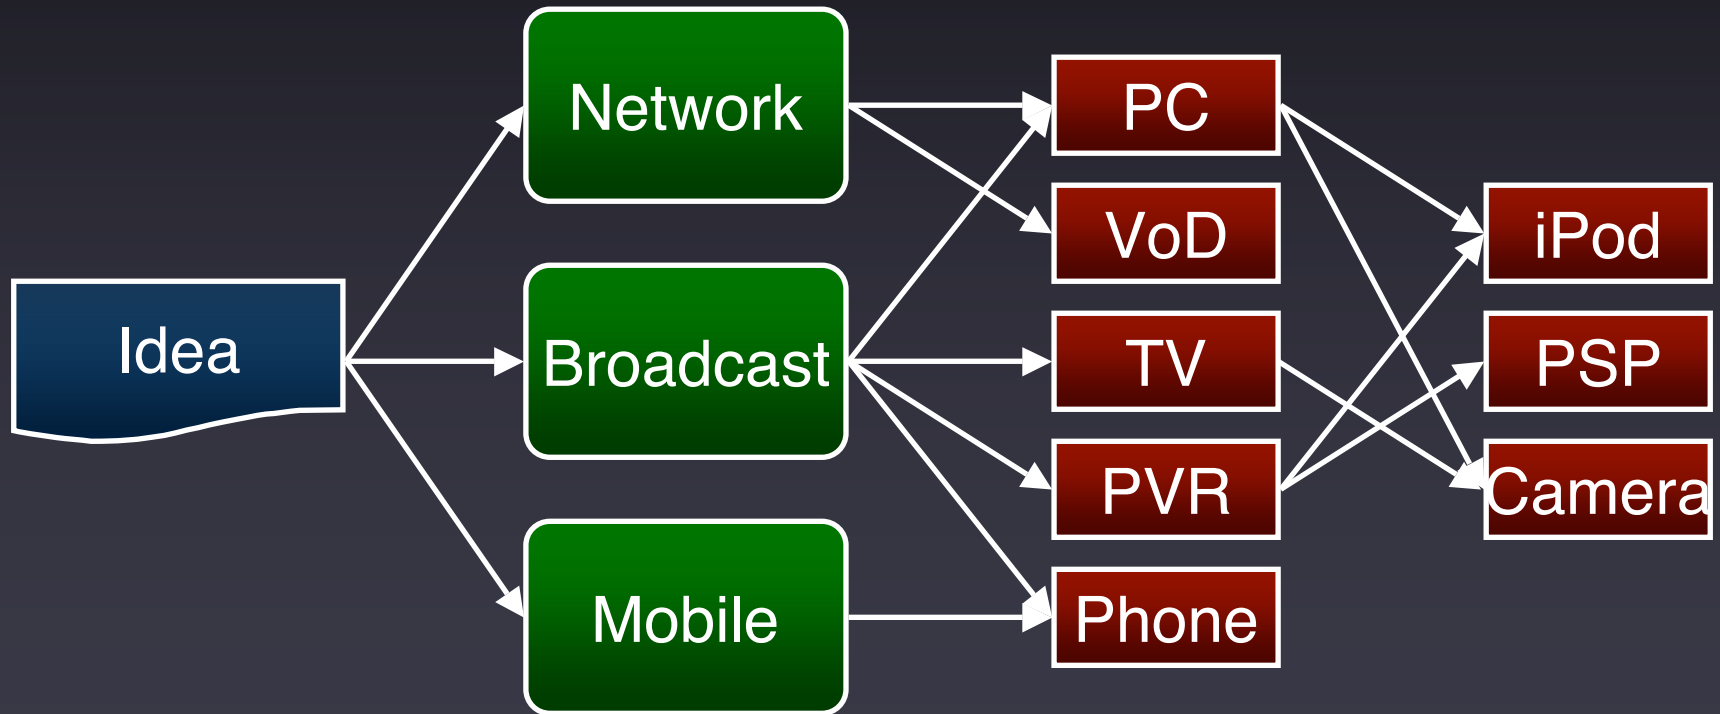 Idea
Network
Broadcast
Mobile
PC
VoD
TV
PVR
Phone
iPod
PSP
Camera